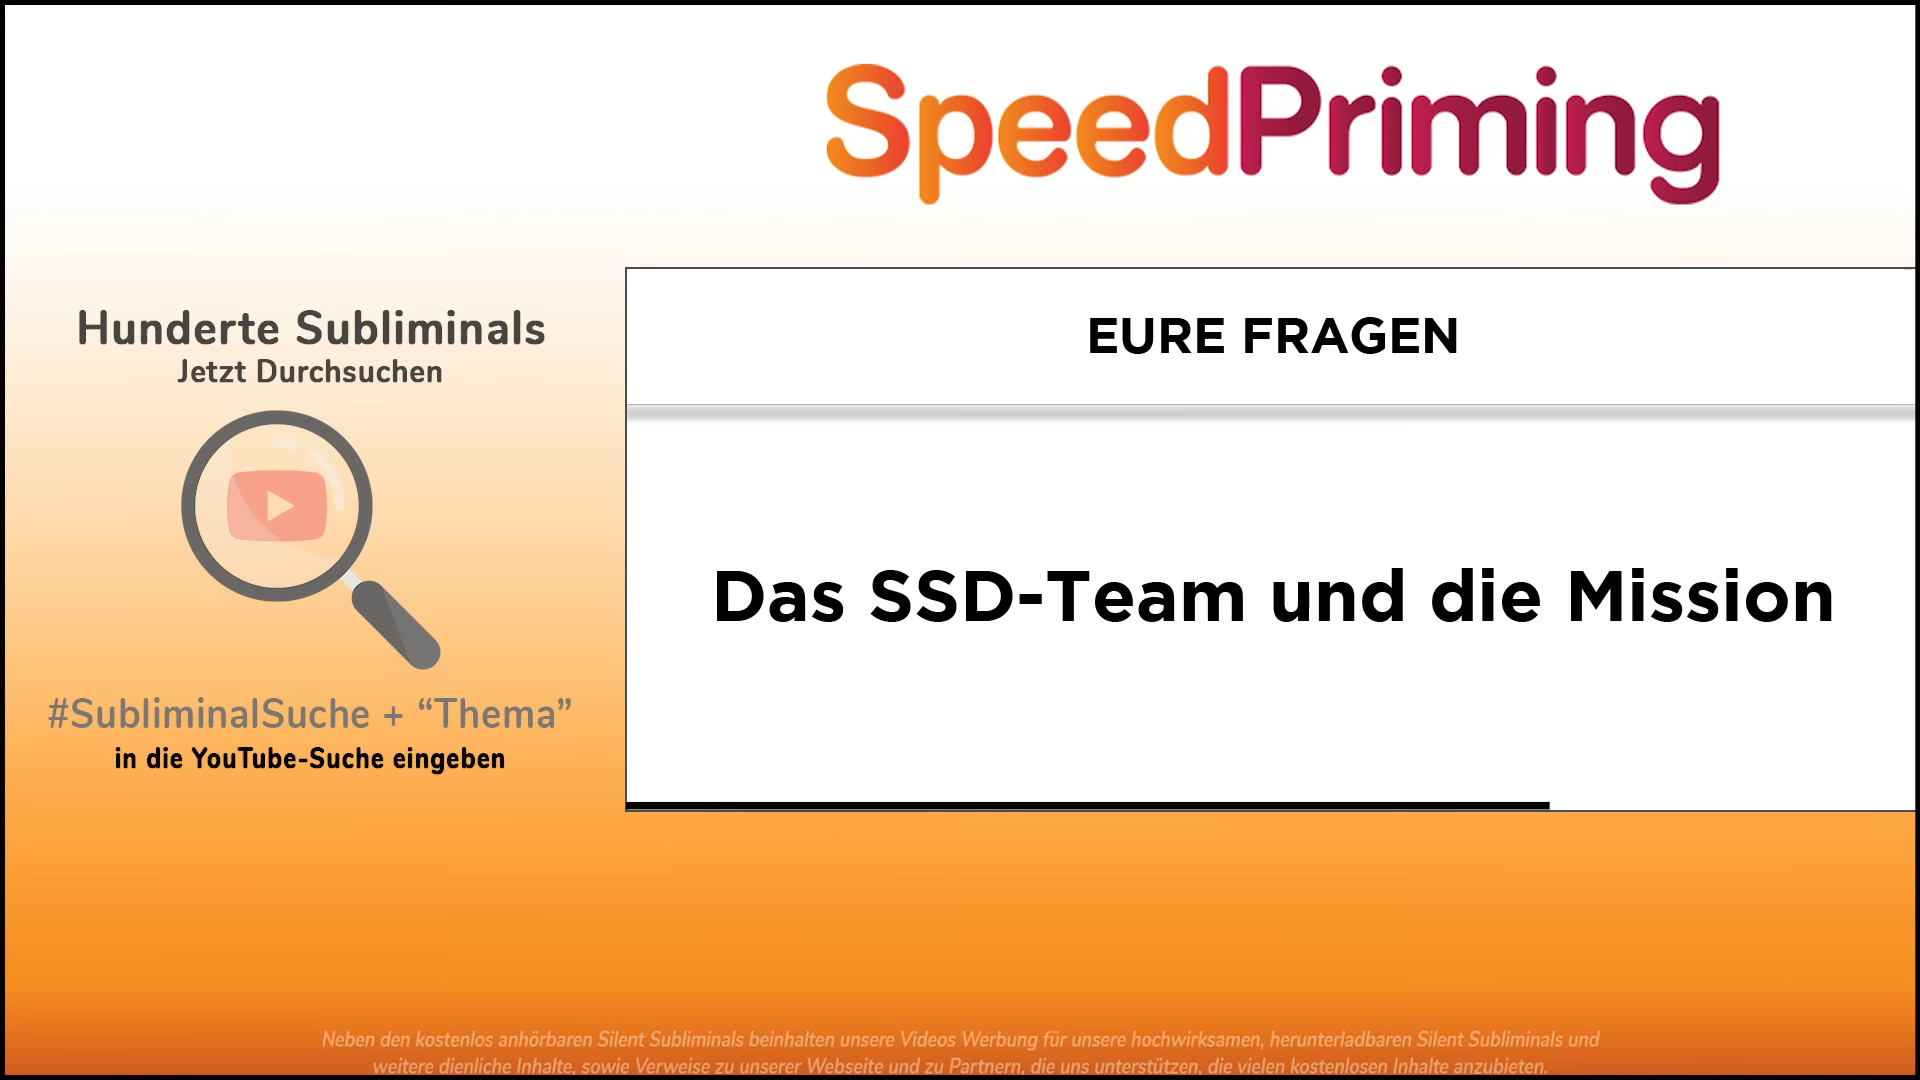 SpeedPriming
Hunderte Subliminals
Jetzt Durchsuchen
#SubliminalSuche + “Thema”
in die YouTube-Suche eingeben
EURE FRAGEN
Das SSD-Team und die Mission
Neben den kostenlos anhörbaren Silent Subliminals beinhalten unsere Videos Werbung für unsere hochwirksamen, herunterladbaren Silent Subliminals und
weitere dienliche Inhalte, sowie Verweise zu unserer Webseite und zu Partnern, die uns unterstützen, die vielen kostenlosen Inhalte anzubieten.